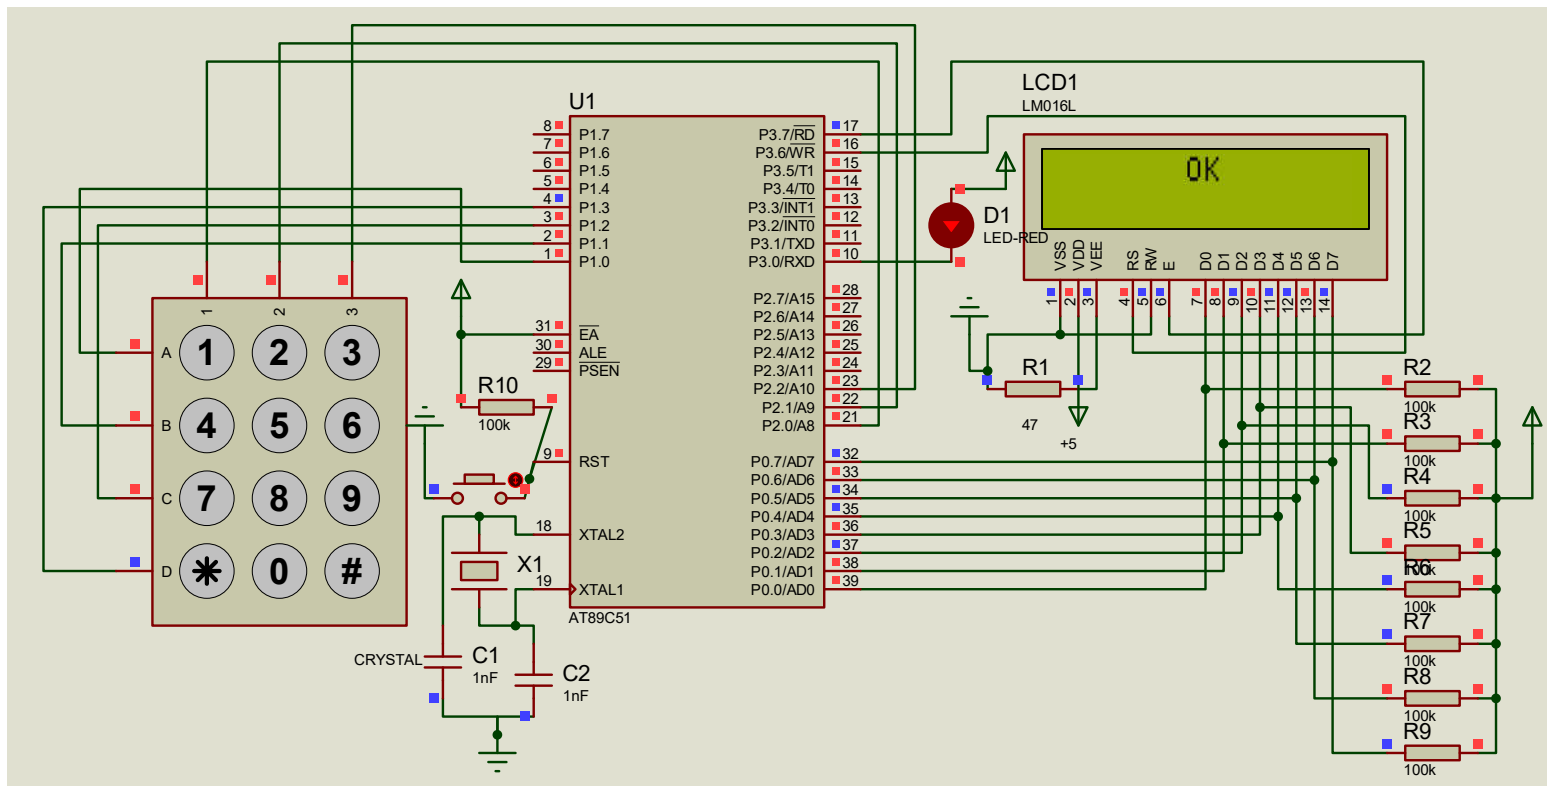 U1
AT89C51
8 P1.7
7 P1.6
6 P1.5
5 P1.4
4 P1.3
3 P1.2
2 P1.1
1 P1.0
31 EA
30 ALE
29 PSEN
9 RST
18 XTAL2
19 XTAL1
P3.7/RD 17
P3.6/WR 16
P3.5/T1 15
P3.4/T0 14
P3.3/INT1 13
P3.2/INT0 12
P3.1/TXD 11
P3.0/RXD 10
P2.7/A15 28
P2.6/A14 27
P2.5/A13 26
P2.4/A12 25
P2.3/A11 24
P2.2/A10 23
P2.1/A9 22
P2.0/A8 21
P0.7/AD7 32
P0.6/AD6 33
P0.5/AD5 34
P0.4/AD4 35
P0.3/AD3 36
P0.2/AD2 37
P0.1/AD1 38
P0.0/AD0 39
1 2 3
A 1 2 3
B 4 5 6
C 7 8 9
D * 0 #
R10
100k
X1
CRYSTAL
C1
1nF
C2
1nF
D1
LED-RED
LCD1
LM016L
OK
VSS VDD VEE RS RW E D0 D1 D2 D3 D4 D5 D6 D7
1 2 3 4 5 6 7 8 9 10 11 12 13 14
R1
47
+5
R2
100k
R3
100k
R4
100k
R5
100k
R6
100k
R7
100k
R8
100k
R9
100k